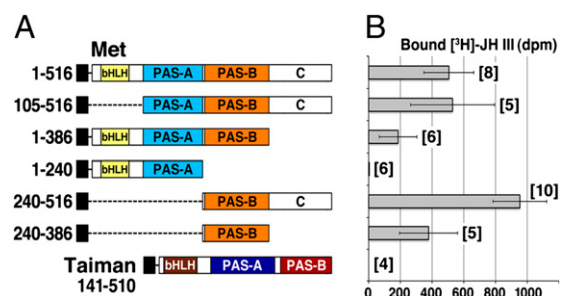 A
B
Met
Bound [³H]-JH III (dpm)
1-516 bHLH PAS-A PAS-B C [8]
105-516 PAS-A PAS-B C [5]
1-386 bHLH PAS-A PAS-B [6]
1-240 bHLH PAS-A [6]
240-516 PAS-B C [10]
240-386 PAS-B [5]
Taiman bHLH PAS-A PAS-B [4]
141-510
0 200 400 600 800 1000